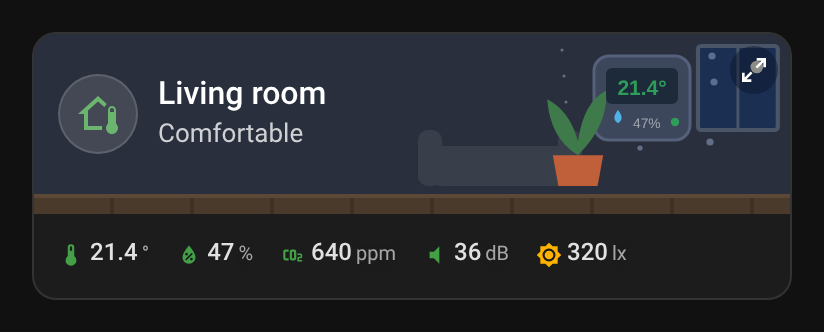 Living room
Comfortable
21.4°
47%
21.4 ° 47 % CO₂ 640 ppm 36 dB 320 lx